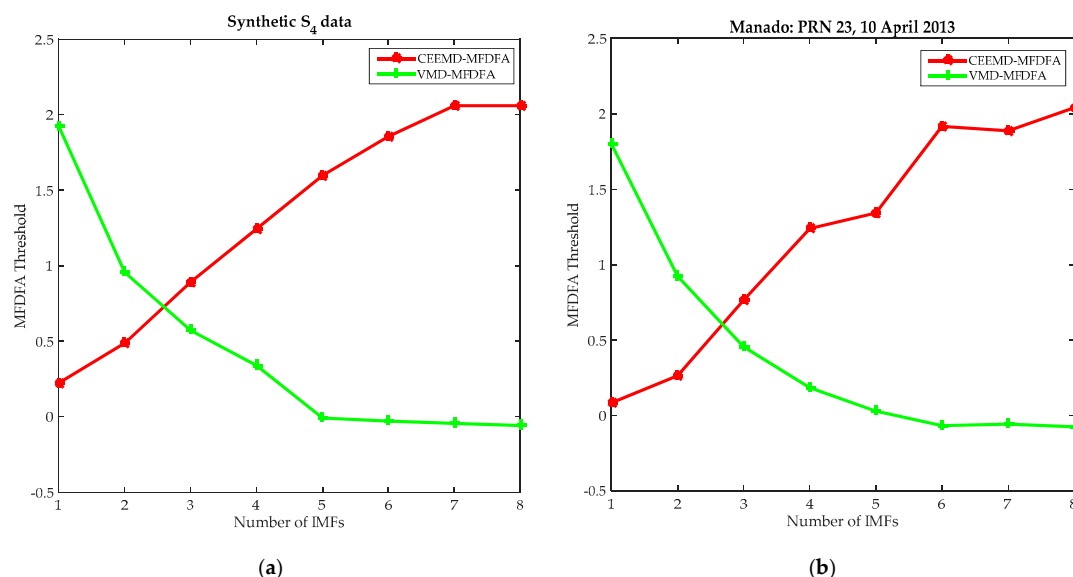 Synthetic S4 data
2.5
2
1.5
1
0.5
0
-0.5
MFDFA Threshold
CEEMD-MFDFA
VMD-MFDFA
1 2 3 4 5 6 7 8
Number of IMFs
(a)
Manado: PRN 23, 10 April 2013
2.5
2
1.5
1
0.5
0
-0.5
MFDFA Threshold
CEEMD-MFDFA
VMD-MFDFA
1 2 3 4 5 6 7 8
Number of IMFs
(b)